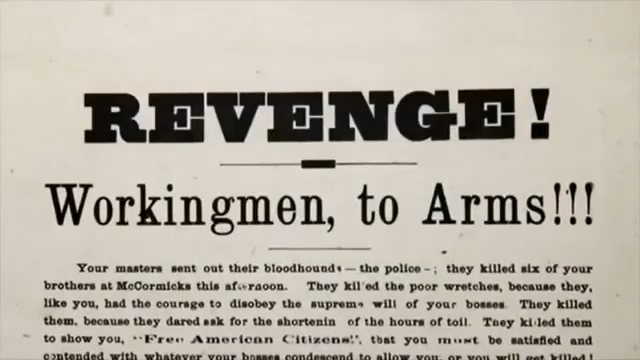 REVENGE!
Workingmen, to Arms!!!
Your masters sent out their bloodhounds — the police —; they killed six of your
brothers at McCormicks this afternoon. They killed the poor wretches, because they,
like you, had the courage to disobey the supreme will of your bosses. They killed
them, because they dared ask for the shortenin of the hours of toil. They killed them
to show you, "Free American Citizens!", that you must be satisfied and
contended with whatever your bosses condescend to allow you, or you will get killed!